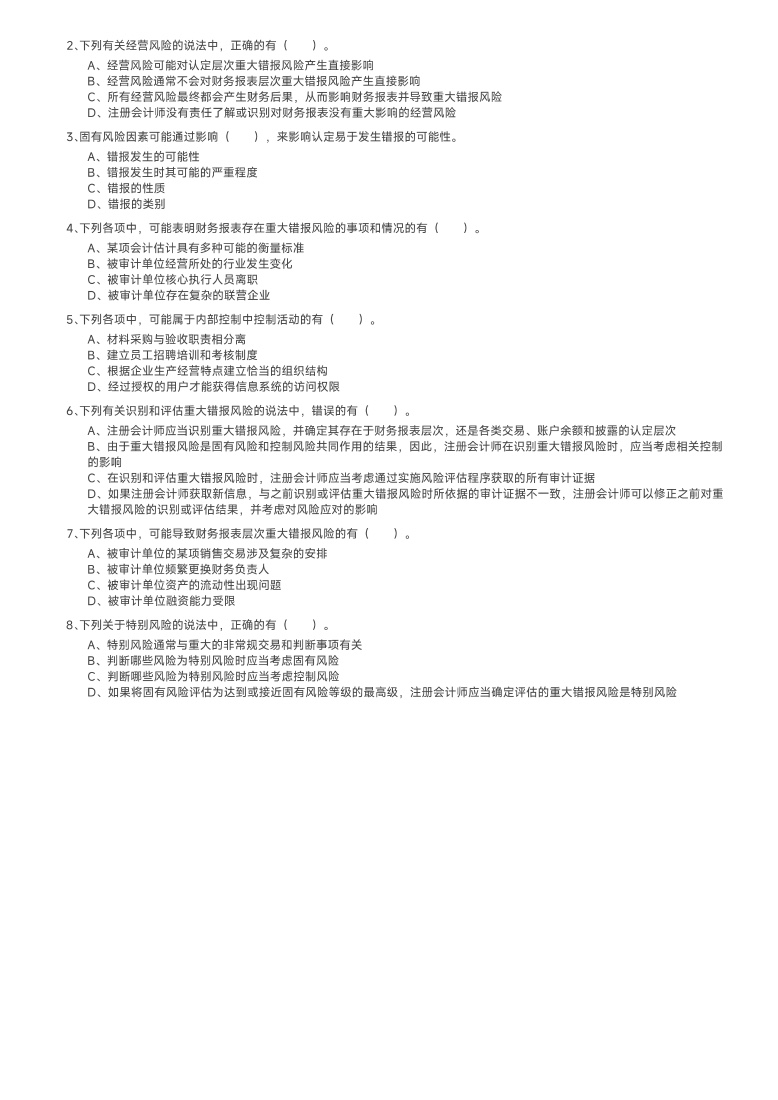 2、下列有关经营风险的说法中，正确的有（　　）。
A、经营风险可能对认定层次重大错报风险产生直接影响
B、经营风险通常不会对财务报表层次重大错报风险产生直接影响
C、所有经营风险最终都会产生财务后果，从而影响财务报表并导致重大错报风险
D、注册会计师没有责任了解或识别对财务报表没有重大影响的经营风险
3、固有风险因素可能通过影响（　　），来影响认定易于发生错报的可能性。
A、错报发生的可能性
B、错报发生时其可能的严重程度
C、错报的性质
D、错报的类别
4、下列各项中，可能表明财务报表存在重大错报风险的事项和情况的有（　　）。
A、某项会计估计具有多种可能的衡量标准
B、被审计单位经营所处的行业发生变化
C、被审计单位核心执行人员离职
D、被审计单位存在复杂的联营企业
5、下列各项中，可能属于内部控制中控制活动的有（　　）。
A、材料采购与验收职责相分离
B、建立员工招聘培训和考核制度
C、根据企业生产经营特点建立恰当的组织结构
D、经过授权的用户才能获得信息系统的访问权限
6、下列有关识别和评估重大错报风险的说法中，错误的有（　　）。
A、注册会计师应当识别重大错报风险，并确定其存在于财务报表层次，还是各类交易、账户余额和披露的认定层次
B、由于重大错报风险是固有风险和控制风险共同作用的结果，因此，注册会计师在识别重大错报风险时，应当考虑相关控制
的影响
C、在识别和评估重大错报风险时，注册会计师应当考虑通过实施风险评估程序获取的所有审计证据
D、如果注册会计师获取新信息，与之前识别或评估重大错报风险时所依据的审计证据不一致，注册会计师可以修正之前对重
大错报风险的识别或评估结果，并考虑对风险应对的影响
7、下列各项中，可能导致财务报表层次重大错报风险的有（　　）。
A、被审计单位的某项销售交易涉及复杂的安排
B、被审计单位频繁更换财务负责人
C、被审计单位资产的流动性出现问题
D、被审计单位融资能力受限
8、下列关于特别风险的说法中，正确的有（　　）。
A、特别风险通常与重大的非常规交易和判断事项有关
B、判断哪些风险为特别风险时应当考虑固有风险
C、判断哪些风险为特别风险时应当考虑控制风险
D、如果将固有风险评估为达到或接近固有风险等级的最高级，注册会计师应当确定评估的重大错报风险是特别风险